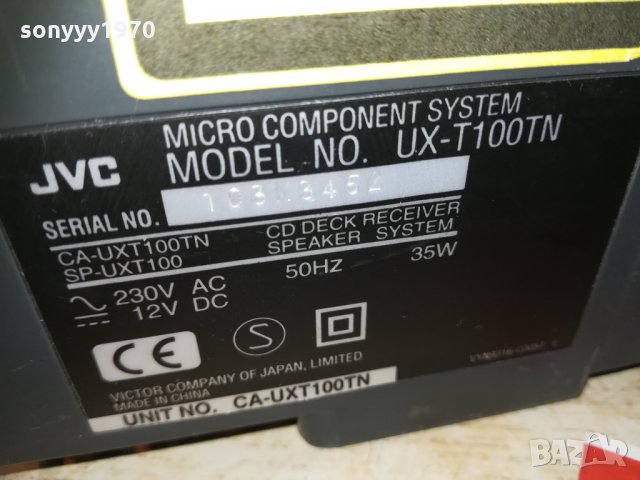 sonyyy1970
JVC
MICRO COMPONENT SYSTEM
MODEL NO. UX-T100TN
SERIAL NO.
CA-UXT100TN CD DECK RECEIVER
SP-UXT100 SPEAKER SYSTEM
230V AC 50HZ 35W
12V DC
CE
S
VICTOR COMPANY OF JAPAN, LIMITED
MADE IN CHINA
UNIT NO. CA-UXT100TN
BAZAR